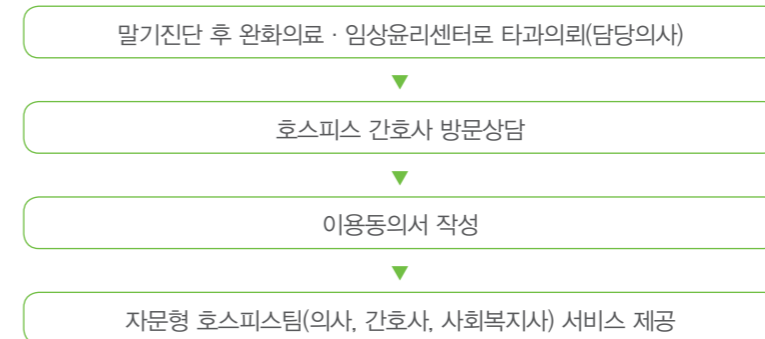 말기진단 후 완화의료 · 임상윤리센터로 타과의뢰(담당의사)
▼
호스피스 간호사 방문상담
▼
이용동의서 작성
▼
자문형 호스피스팀(의사, 간호사, 사회복지사) 서비스 제공